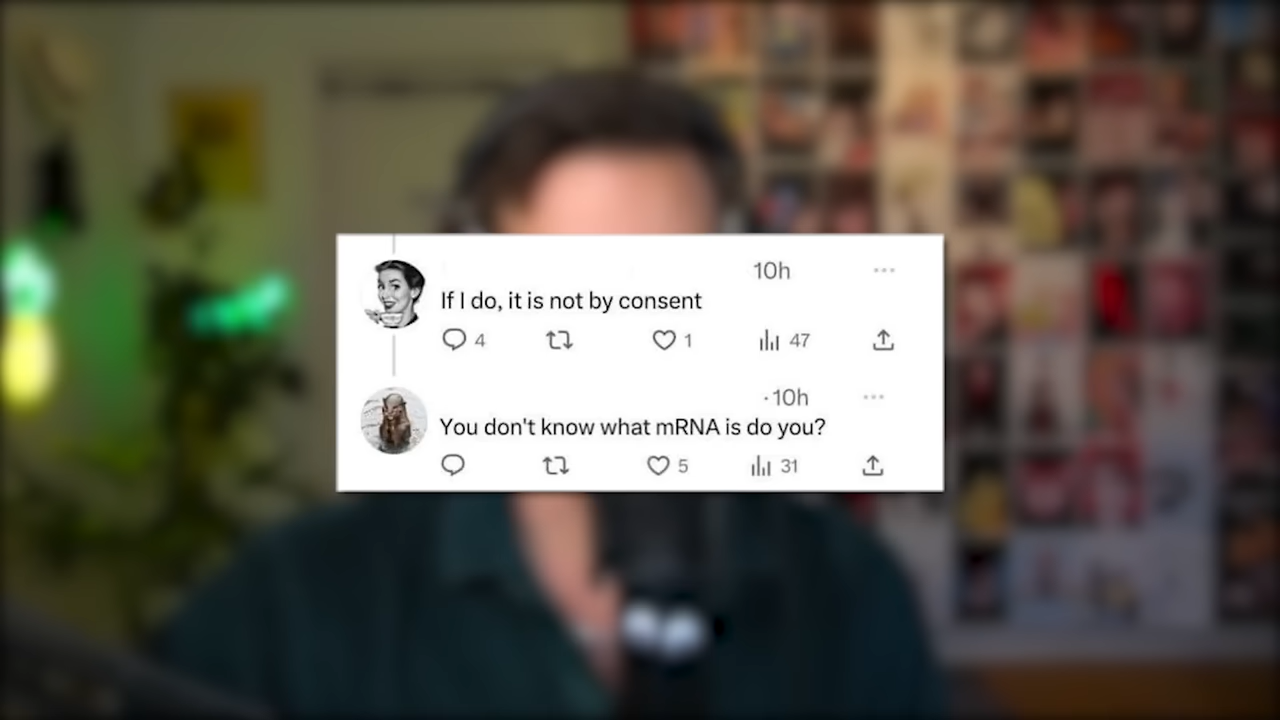 10h
If I do, it is not by consent
4 1 47
· 10h
You don't know what mRNA is do you?
5 31